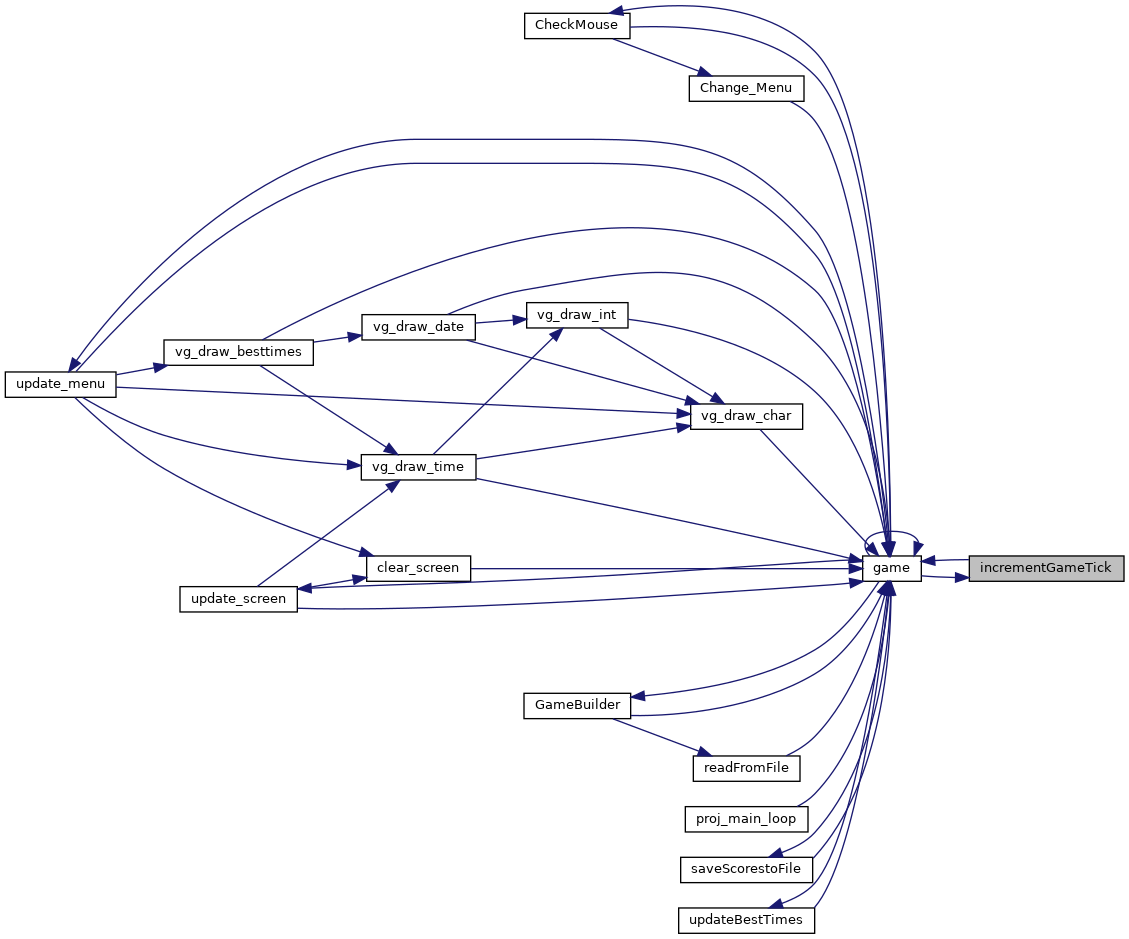 CheckMouse
Change_Menu
vg_draw_int
vg_draw_date
vg_draw_besttimes
update_menu
vg_draw_char
vg_draw_time
clear_screen
game
incrementGameTick
update_screen
GameBuilder
readFromFile
proj_main_loop
saveScorestoFile
updateBestTimes